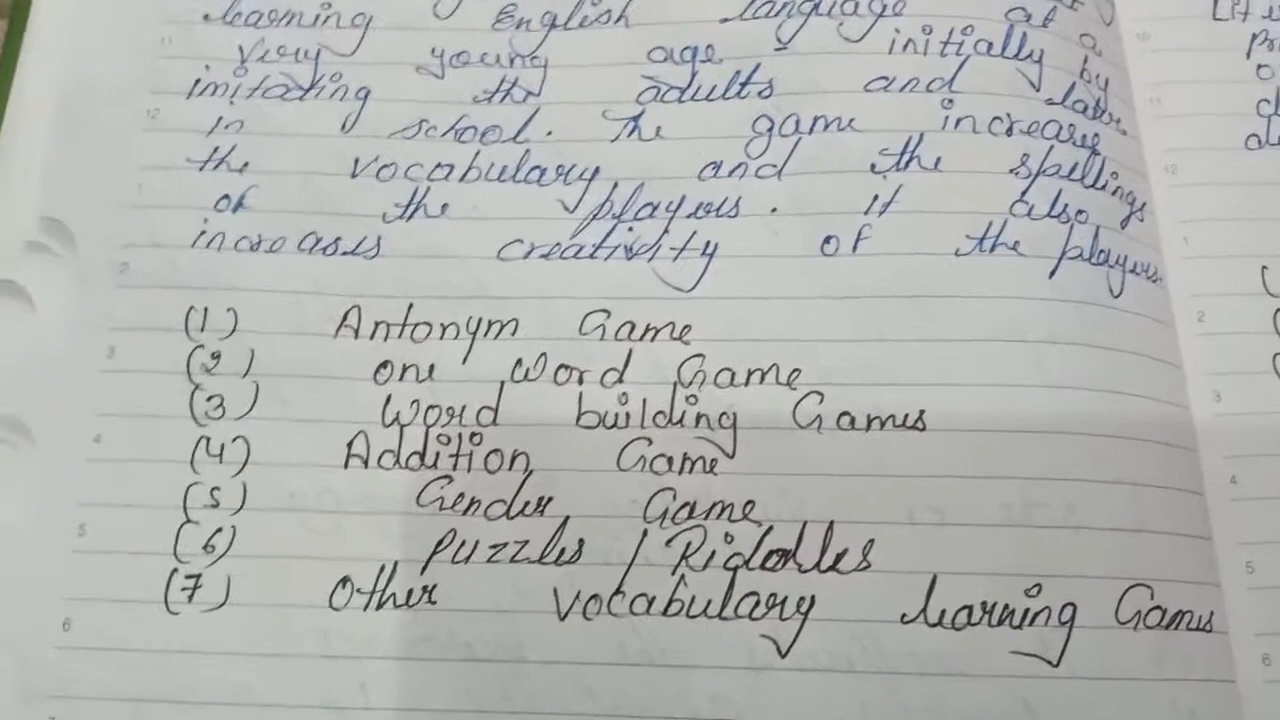 learning English language at a
very young age - initially by
imitating the adults and later
in school. The game increases
the vocabulary and the spellings
of the players. it also
increases creativity of the players.
(1) Antonym Game
(2) one word Game
(3) Word building Games
(4) Addition Game
(5) Gender Game
(6) Puzzles / Riddles
(7) Other vocabulary learning Games